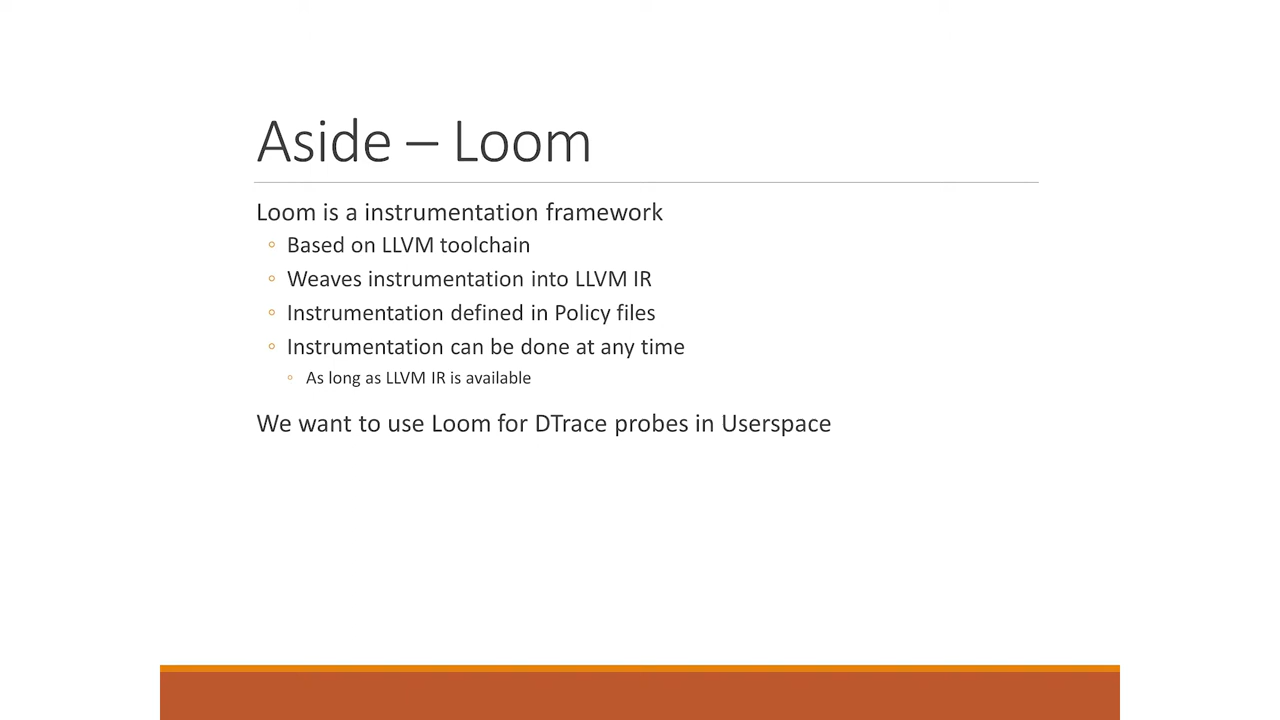 Aside – Loom
Loom is a instrumentation framework
◦ Based on LLVM toolchain
◦ Weaves instrumentation into LLVM IR
◦ Instrumentation defined in Policy files
◦ Instrumentation can be done at any time
◦ As long as LLVM IR is available
We want to use Loom for DTrace probes in Userspace